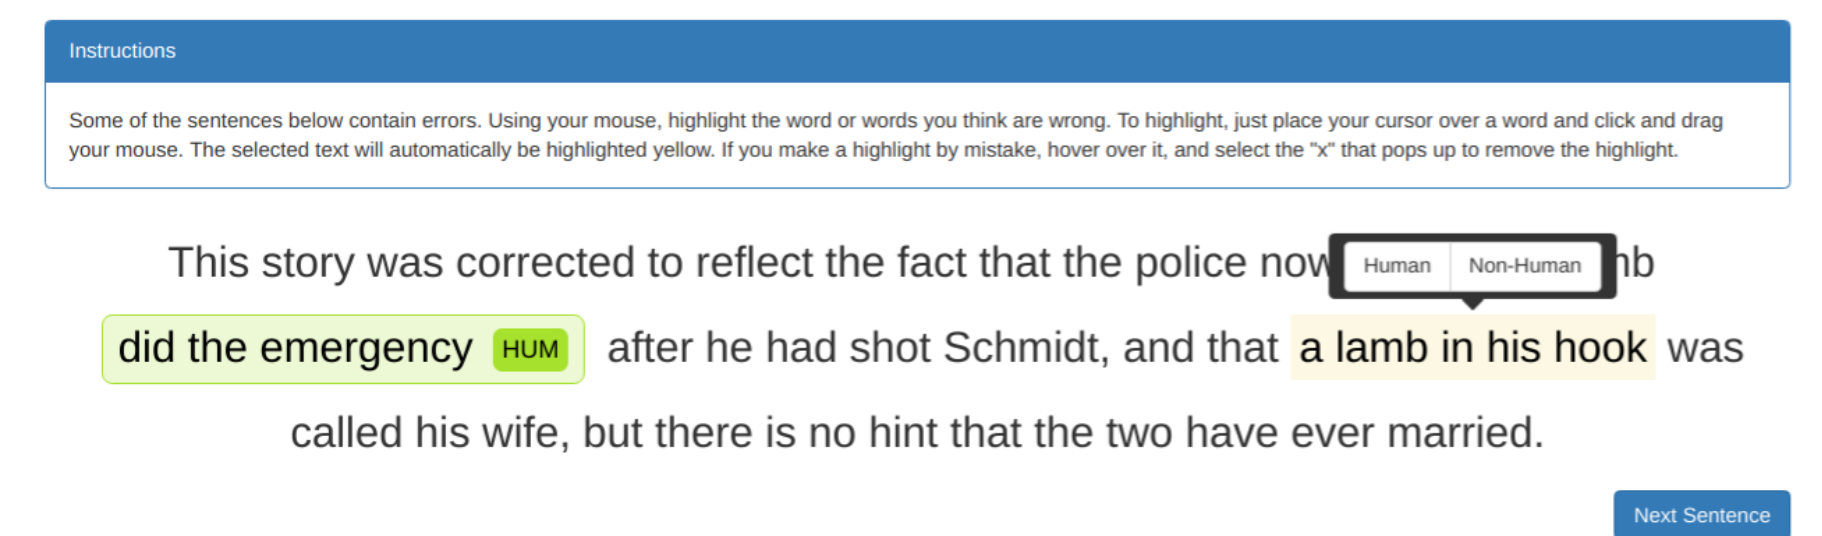 Instructions
Some of the sentences below contain errors. Using your mouse, highlight the word or words you think are wrong. To highlight, just place your cursor over a word and click and drag
your mouse. The selected text will automatically be highlighted yellow. If you make a highlight by mistake, hover over it, and select the "x" that pops up to remove the highlight.
This story was corrected to reflect the fact that the police Human Non-Human
did the emergency HUM after he had shot Schmidt, and that a lamb in his hook was
called his wife, but there is no hint that the two have ever married.
Next Sentence